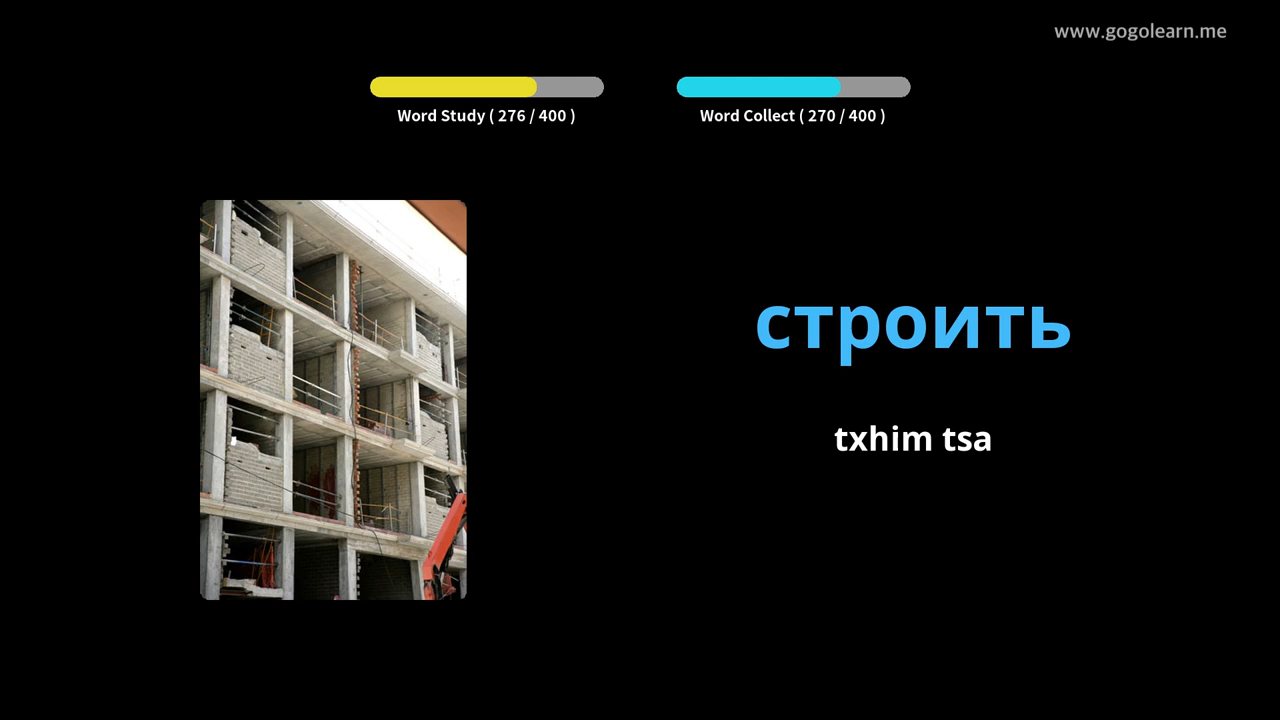 www.gogolearn.me
Word Study ( 276 / 400 )
Word Collect ( 270 / 400 )
строить
txhim tsa